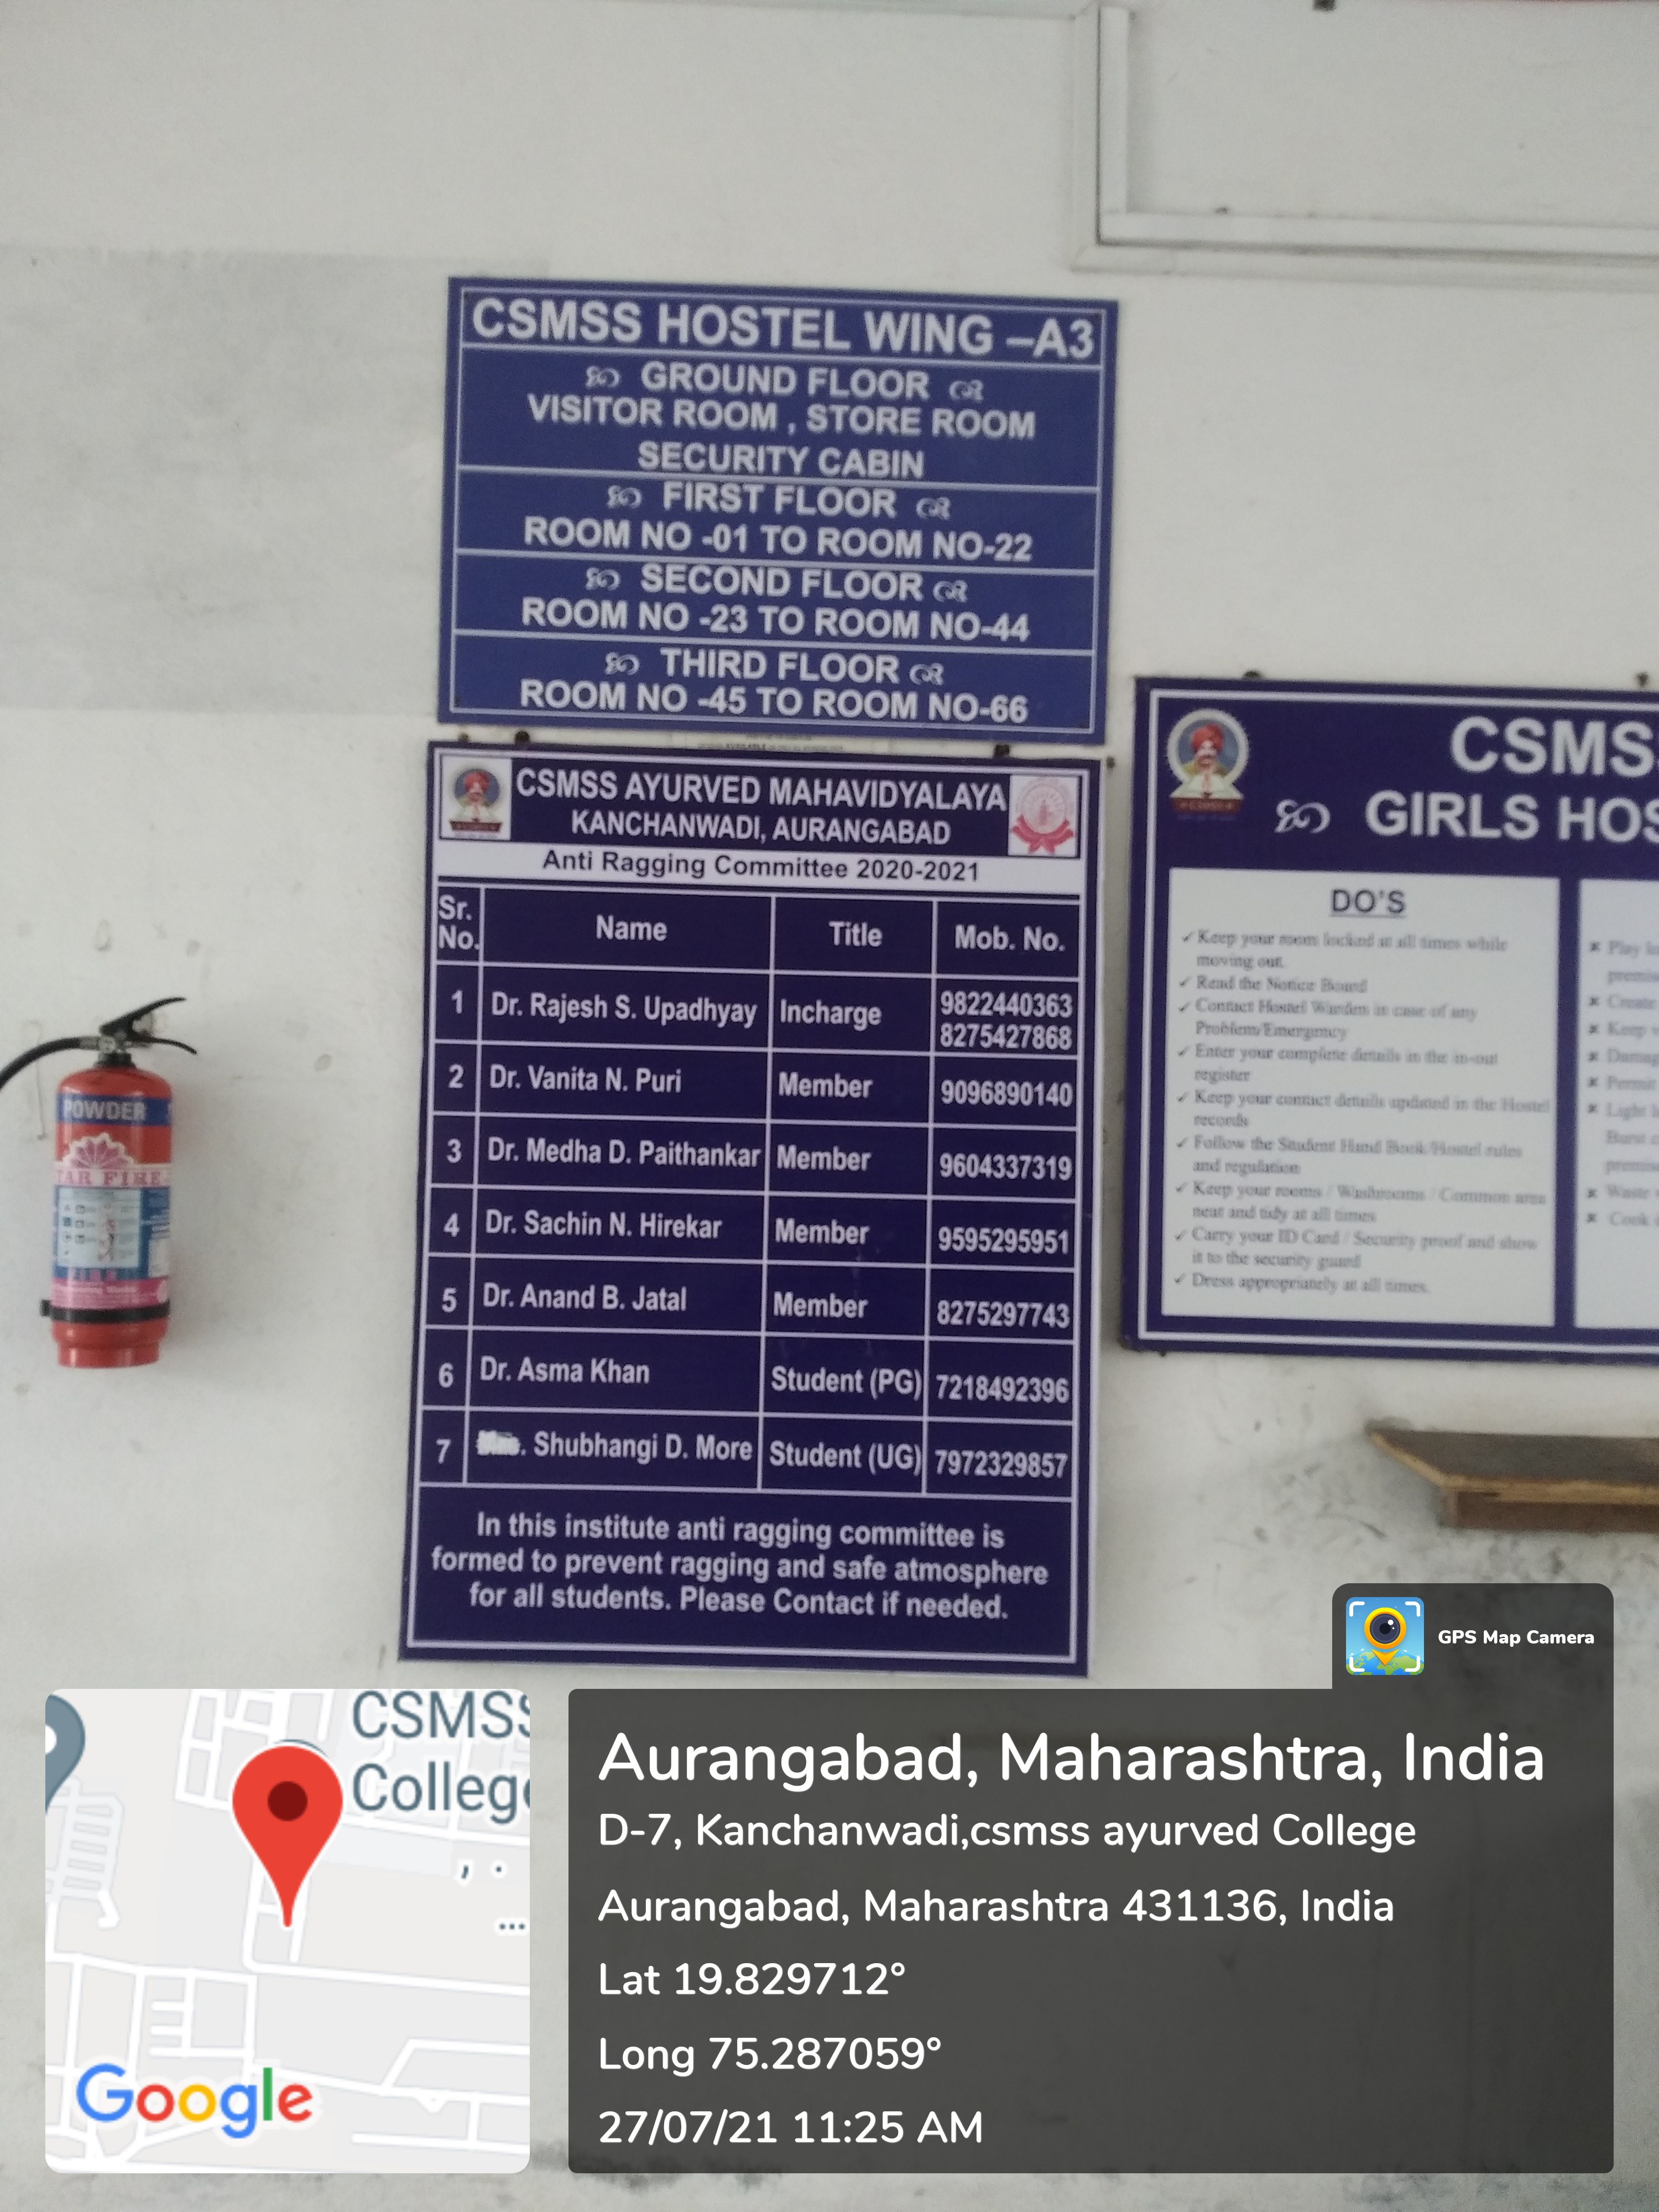 CSMSS HOSTEL WING –A3
GROUND FLOOR
VISITOR ROOM , STORE ROOM
SECURITY CABIN
FIRST FLOOR
ROOM NO -01 TO ROOM NO-22
SECOND FLOOR
ROOM NO -23 TO ROOM NO-44
THIRD FLOOR
ROOM NO -45 TO ROOM NO-66
CSMSS AYURVED MAHAVIDYALAYA
KANCHANWADI, AURANGABAD
Anti Ragging Committee 2020-2021
Sr. No. Name Title Mob. No.
1 Dr. Rajesh S. Upadhyay Incharge 9822440363
8275427868
2 Dr. Vanita N. Puri Member 9096890140
3 Dr. Medha D. Paithankar Member 9604337319
4 Dr. Sachin N. Hirekar Member 9595295951
5 Dr. Anand B. Jatal Member 8275297743
6 Dr. Asma Khan Student (PG) 7218492396
7 . Shubhangi D. More Student (UG) 7972329857
In this institute anti ragging committee is
formed to prevent ragging and safe atmosphere
for all students. Please Contact if needed.
CSMS
GIRLS HOS
DO'S
✓ Keep your room locked at all times while
moving out.
✓ Read the Notice Board
✓ Contact Hostel Warden in case of any
Problem/Emergency
✓ Enter your complete details in the in-out
register
✓ Keep your contact details updated in the Hostel
records
✓ Follow the Student Hand Book/Hostel rules
and regulation
✓ Keep your rooms / Washrooms / Common area
neat and tidy at all times
✓ Carry your ID Card / Security proof and show
it to the security guard
✓ Dress appropriately at all times.
Play
Create
Keep
Permit
Light
Waste
Cook
POWDER
TAR FIRE
GPS Map Camera
CSMSS
College
Google
Aurangabad, Maharashtra, India
D-7, Kanchanwadi,csmss ayurved College
Aurangabad, Maharashtra 431136, India
Lat 19.829712°
Long 75.287059°
27/07/21 11:25 AM